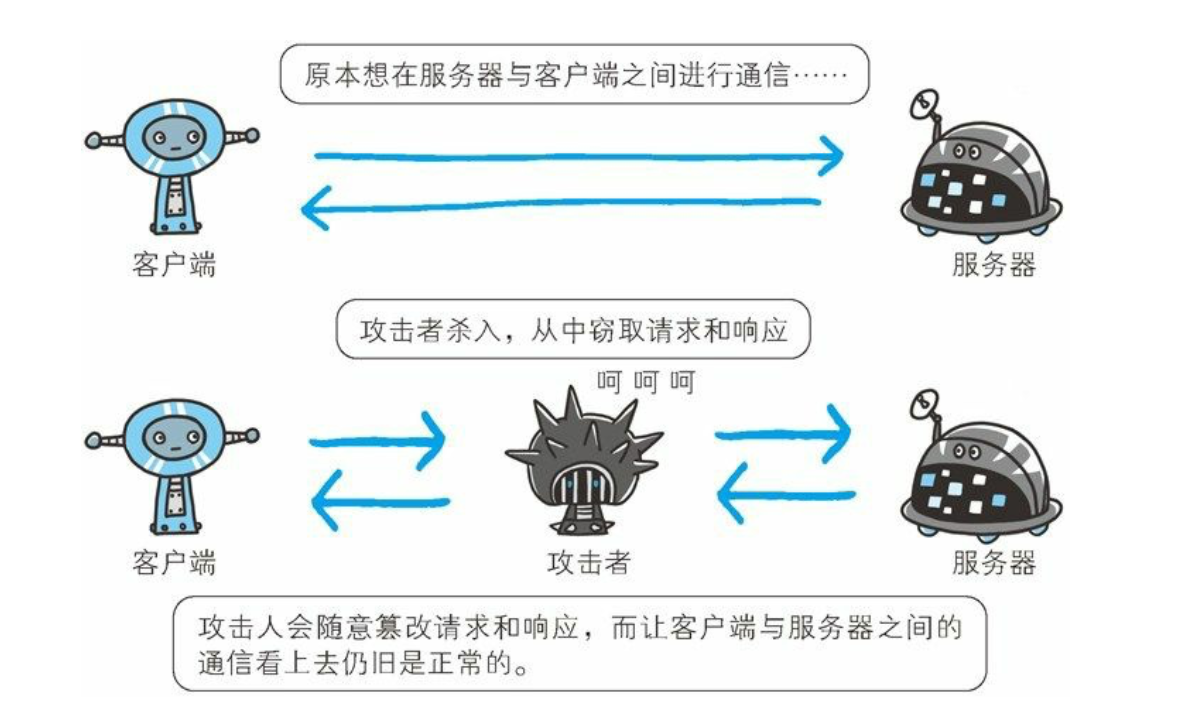 原本想在服务器与客户端之间进行通信……
客户端
服务器
攻击者杀入，从中窃取请求和响应
呵 呵 呵
客户端
攻击者
服务器
攻击人会随意篡改请求和响应，而让客户端与服务器之间的
通信看上去仍旧是正常的。